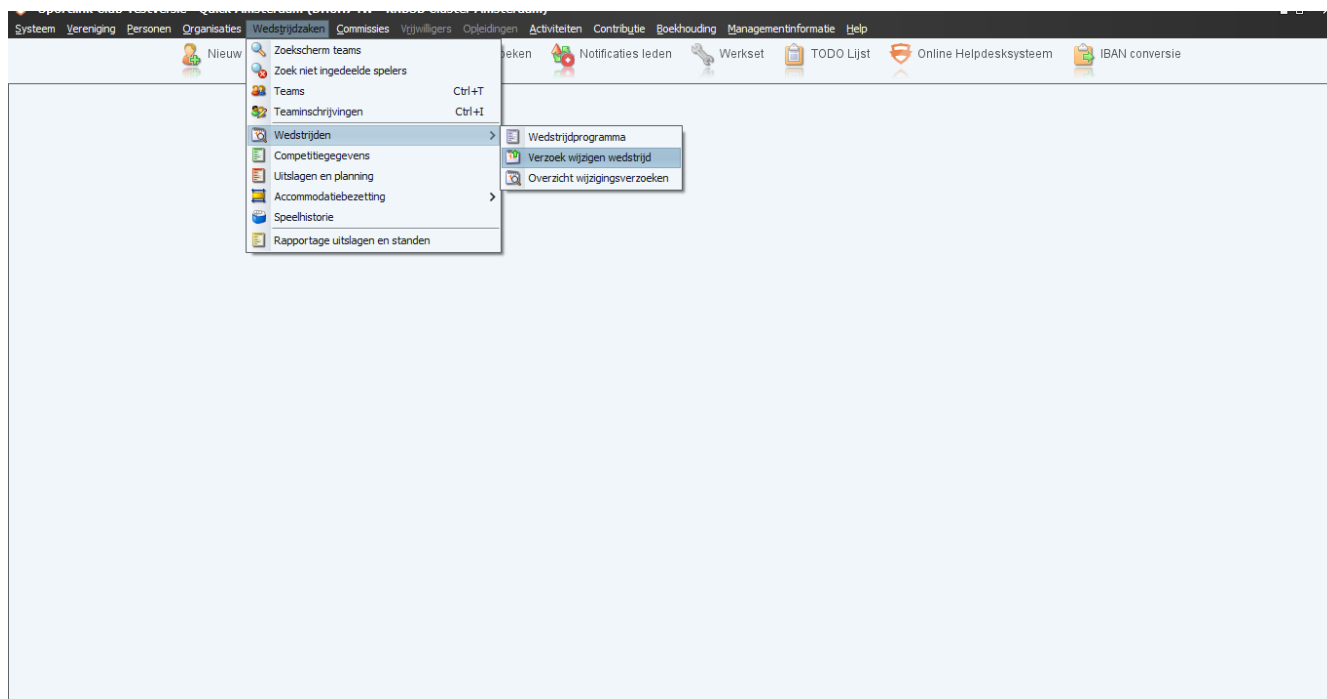 Systeem Vereniging Personen Organisaties Wedstrijdzaken Commissies Vrijwilligers Opleidingen Activiteiten Contributie Boekhouding Managementinformatie Help
Nieuw
eken
Notificaties leden
Werkset
TODO Lijst
Online Helpdesksysteem
IBAN conversie
Zoekscherm teams
Zoek niet ingedeelde spelers
Teams Ctrl+T
Teaminschrijvingen Ctrl+I
Wedstrijden
Competitiegegevens
Uitslagen en planning
Accommodatiebezetting
Speelhistorie
Rapportage uitslagen en standen
Wedstrijdprogramma
Verzoek wijzigen wedstrijd
Overzicht wijzigingsverzoeken